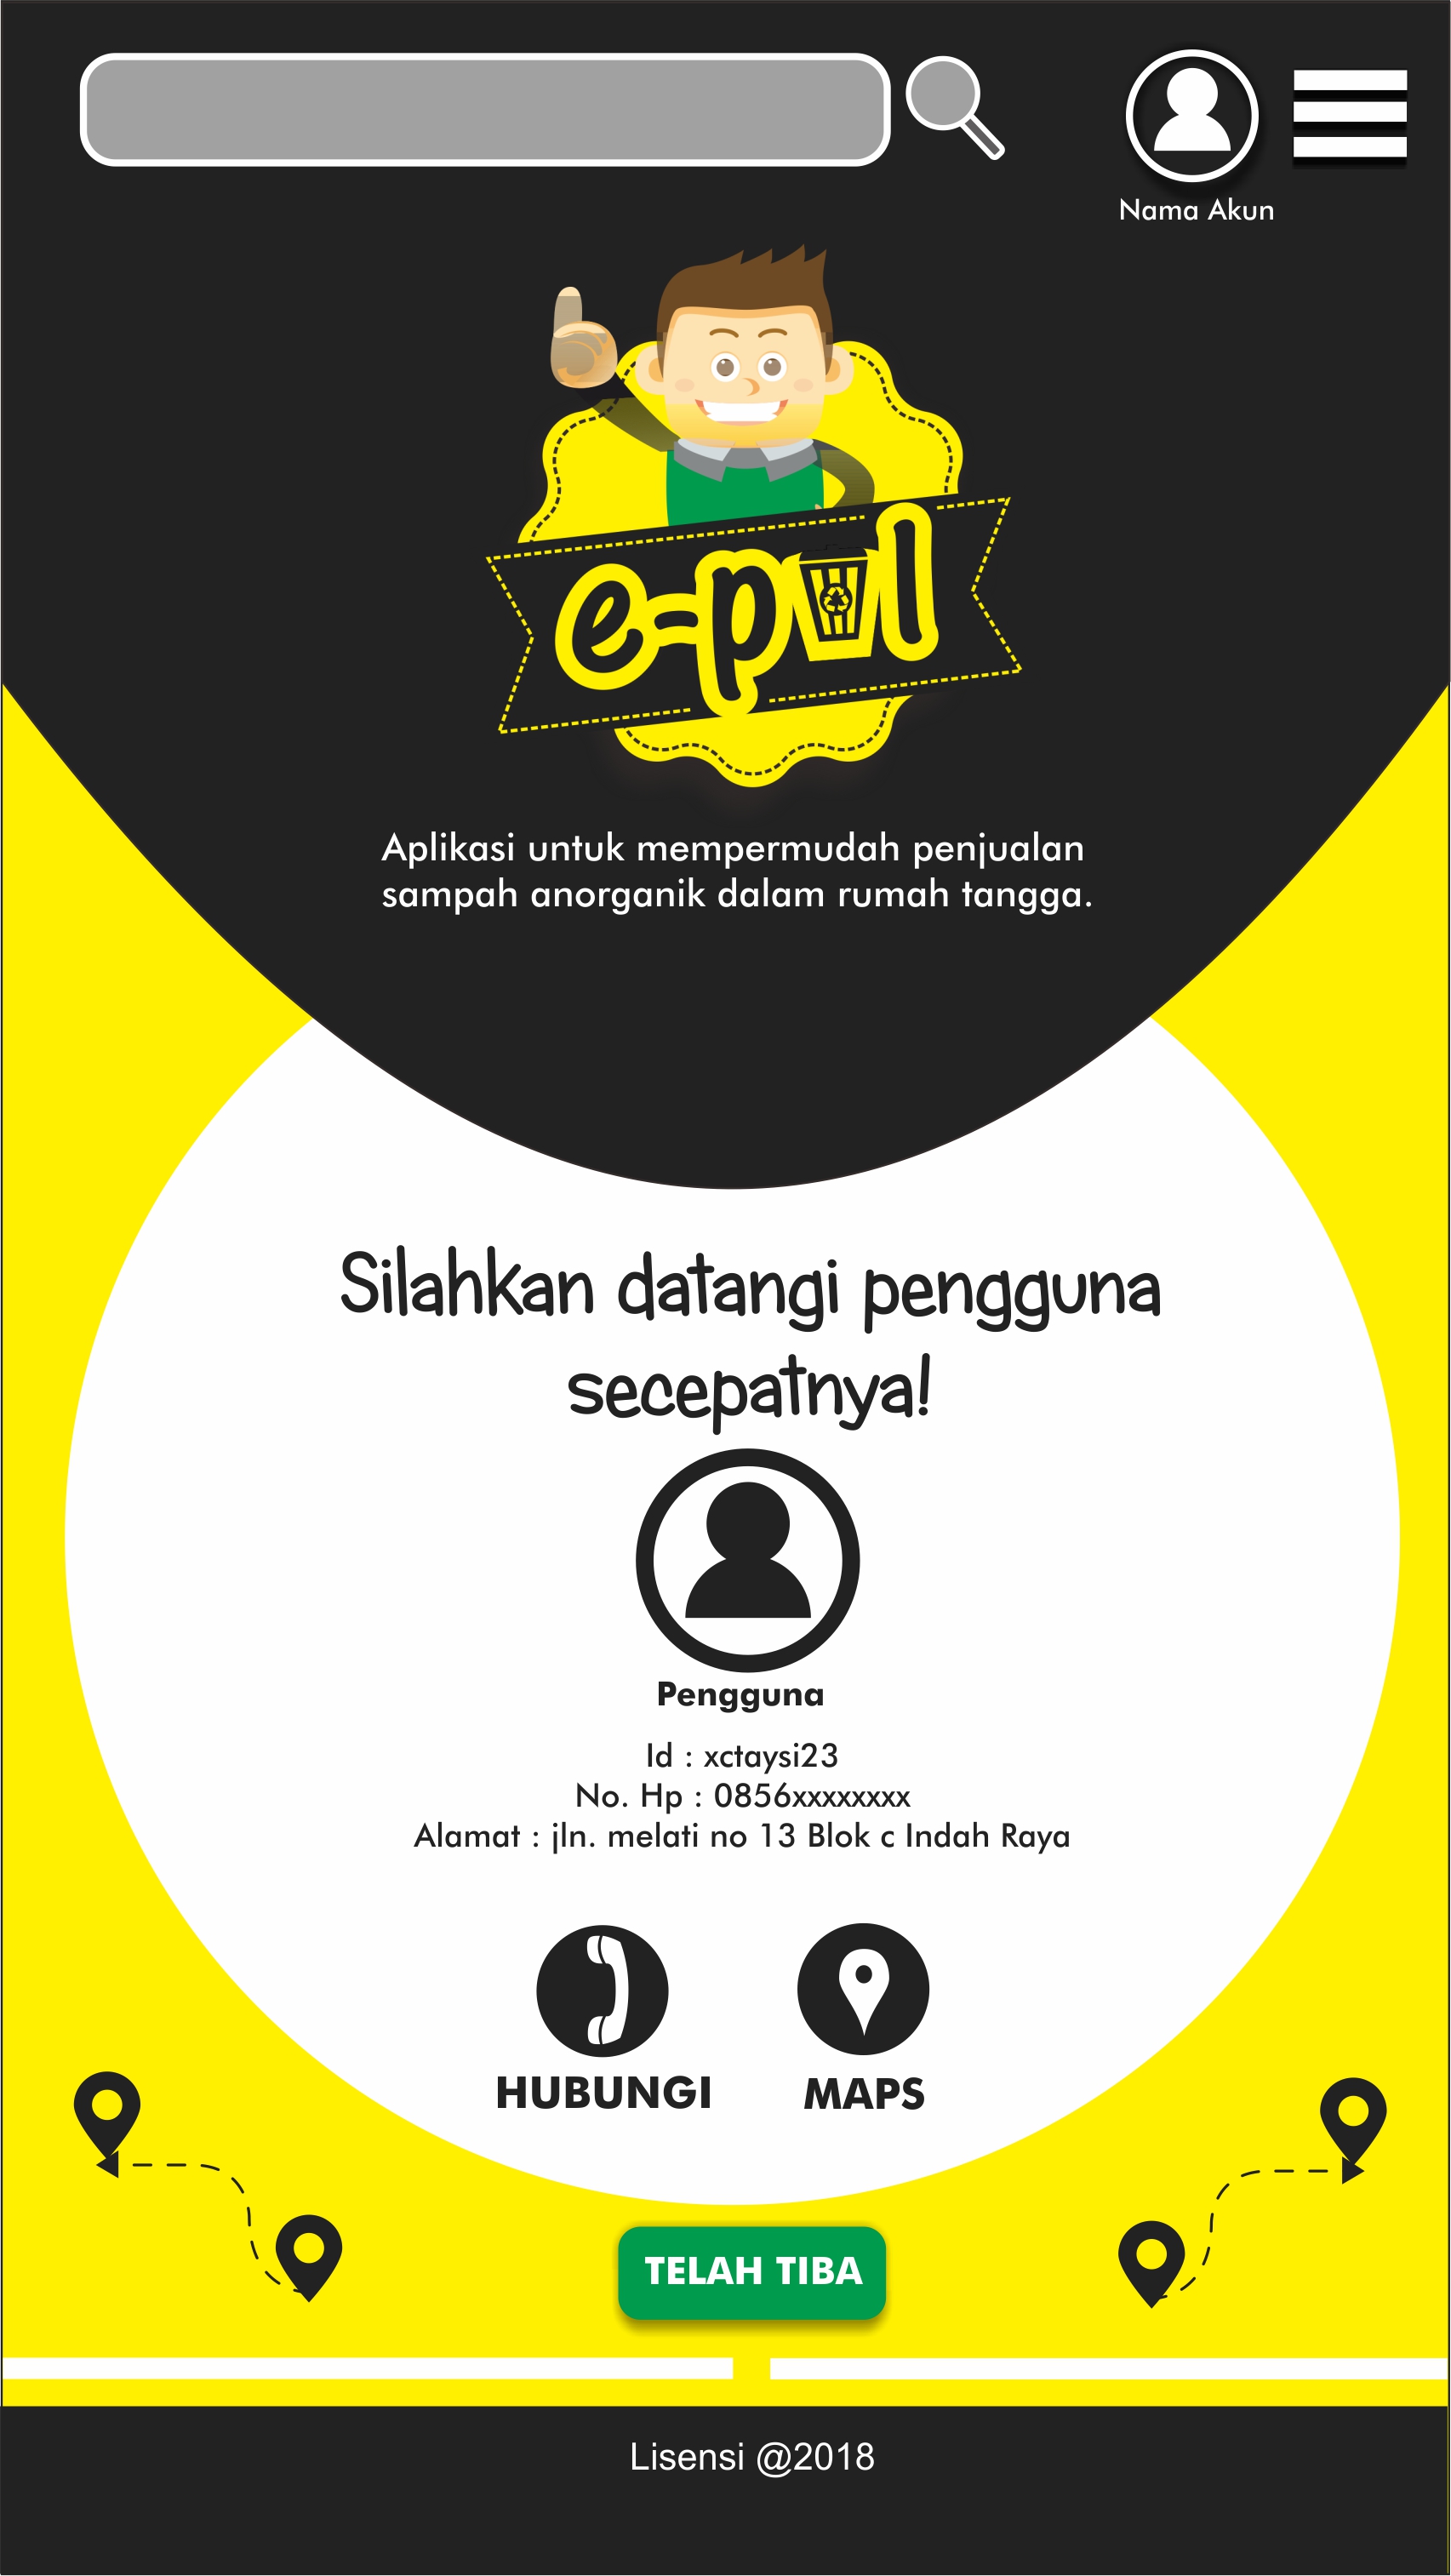 Nama Akun
e-pul
Aplikasi untuk mempermudah penjualan
sampah anorganik dalam rumah tangga.
Silahkan datangi pengguna
secepatnya!
Pengguna
Id : xctaysi23
No. Hp : 0856xxxxxxxx
Alamat : jln. melati no 13 Blok c Indah Raya
HUBUNGI MAPS
TELAH TIBA
Lisensi @2018